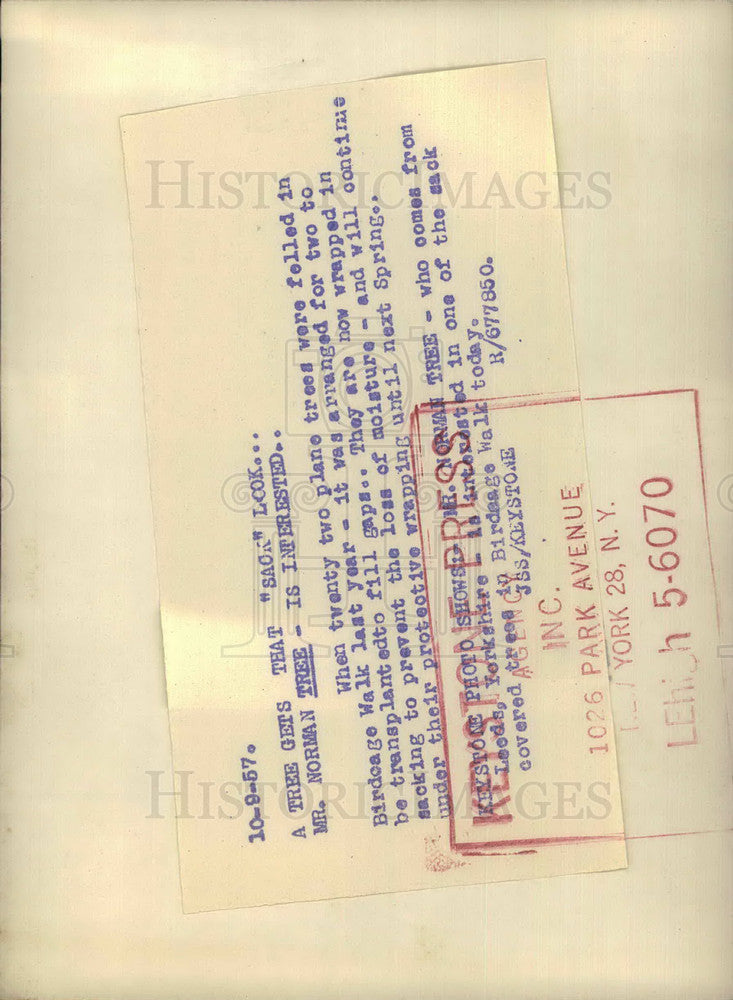 10-9-57.
A TREE GETS THAT "SACK" LOOK...
MR. NORMAN TREE - IS INTERESTED..
When twenty two plane trees were felled in
Birdcage Walk last year - it was arranged for two to
be transplantedto fill gaps.. They are now wrapped in
sacking to prevent the loss of moisture - and will continue
under their protective wrapping until next Spring..
KEYSTONE PHOTO SHOWS:- MR. NORMAN TREE - who comes from
Leeds, Yorkshire is interested in one of the sack
covered trees in Birdcage Walk today.
JSS/KEYSTONE R/677850.
KEYSTONE PRESS
AGENCY
INC.
1026 PARK AVENUE
NEW YORK 28, N.Y.
LEhigh 5-6070
HISTORIC IMAGES
HISTORIC IMAGES